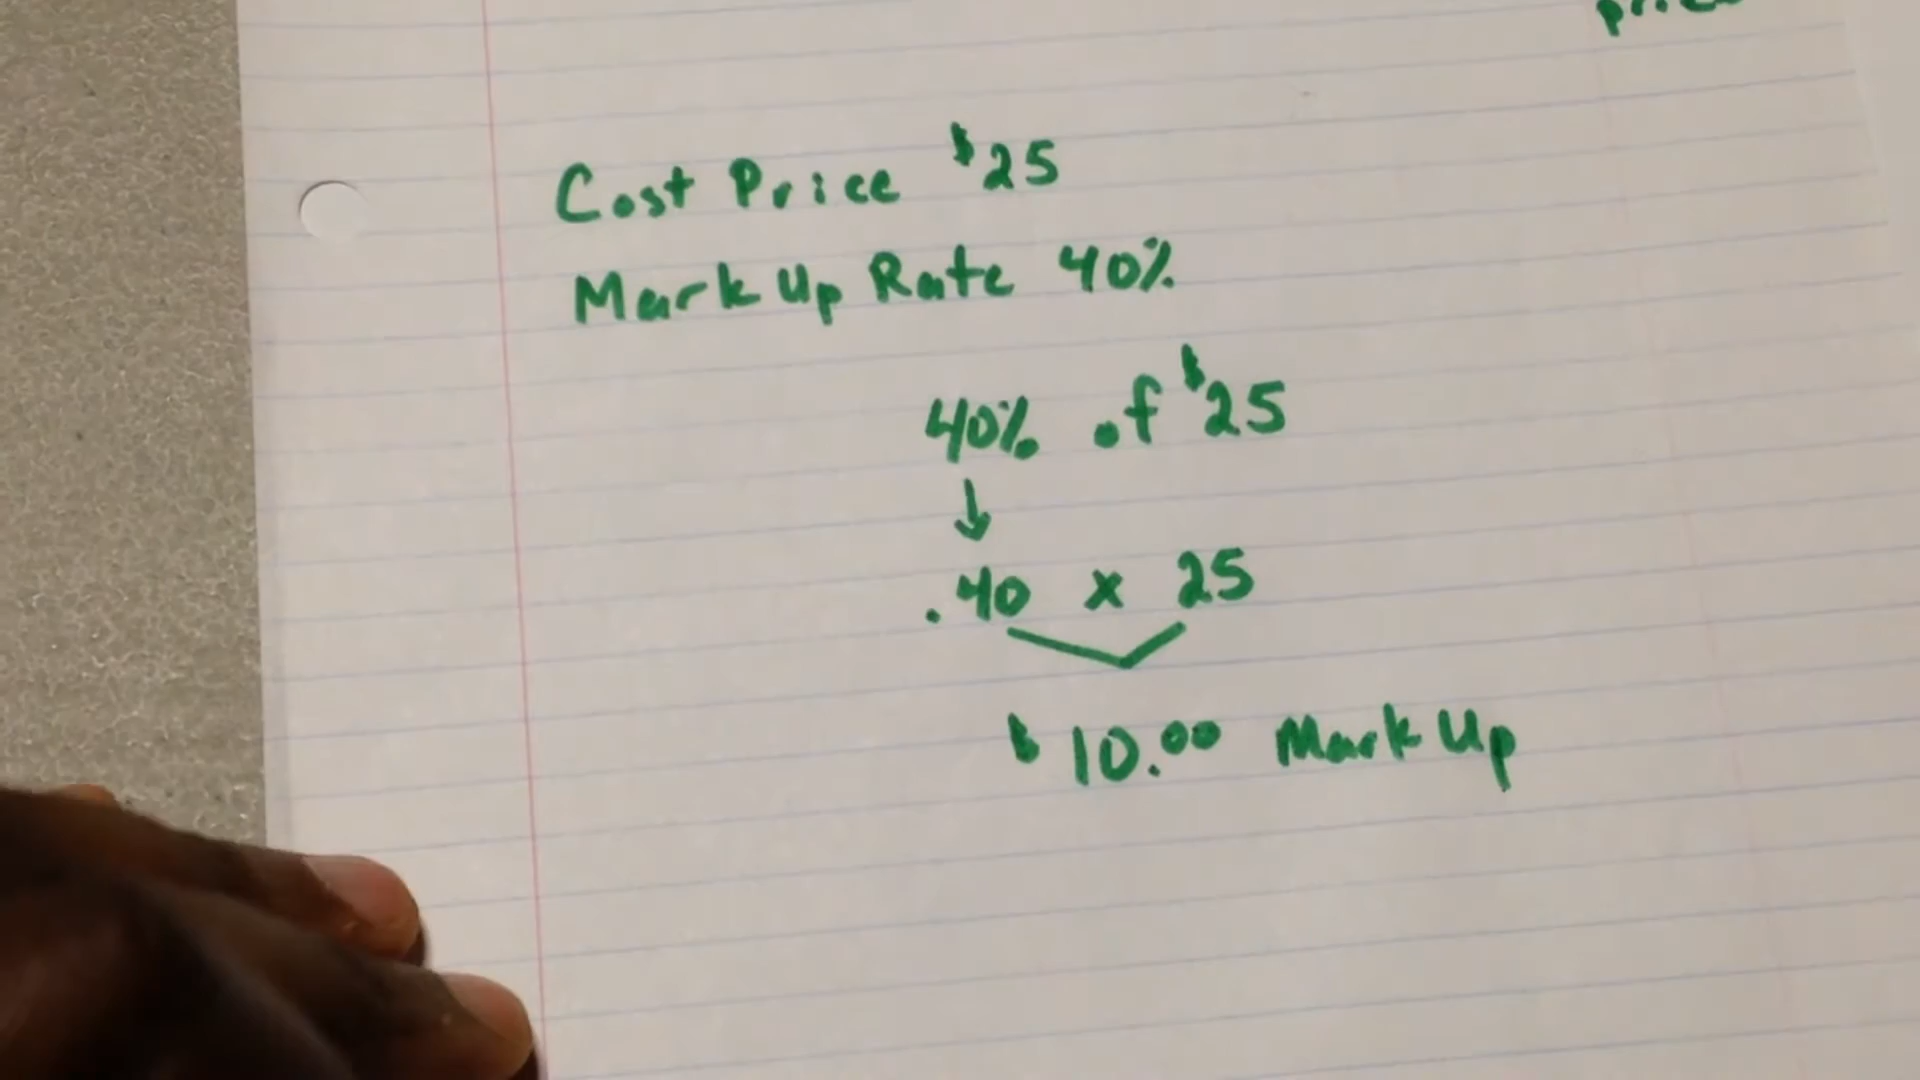 Cost Price $25
Mark Up Rate 40%
40% of $25
↓
.40 x 25
$10.00 Mark Up